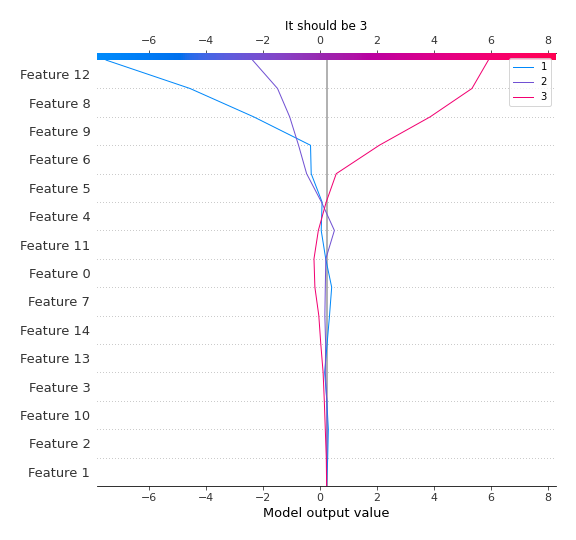 It should be 3
−6 −4 −2 0 2 4 6 8
1
2
3
Feature 12
Feature 8
Feature 9
Feature 6
Feature 5
Feature 4
Feature 11
Feature 0
Feature 7
Feature 14
Feature 13
Feature 3
Feature 10
Feature 2
Feature 1
−6 −4 −2 0 2 4 6 8
Model output value